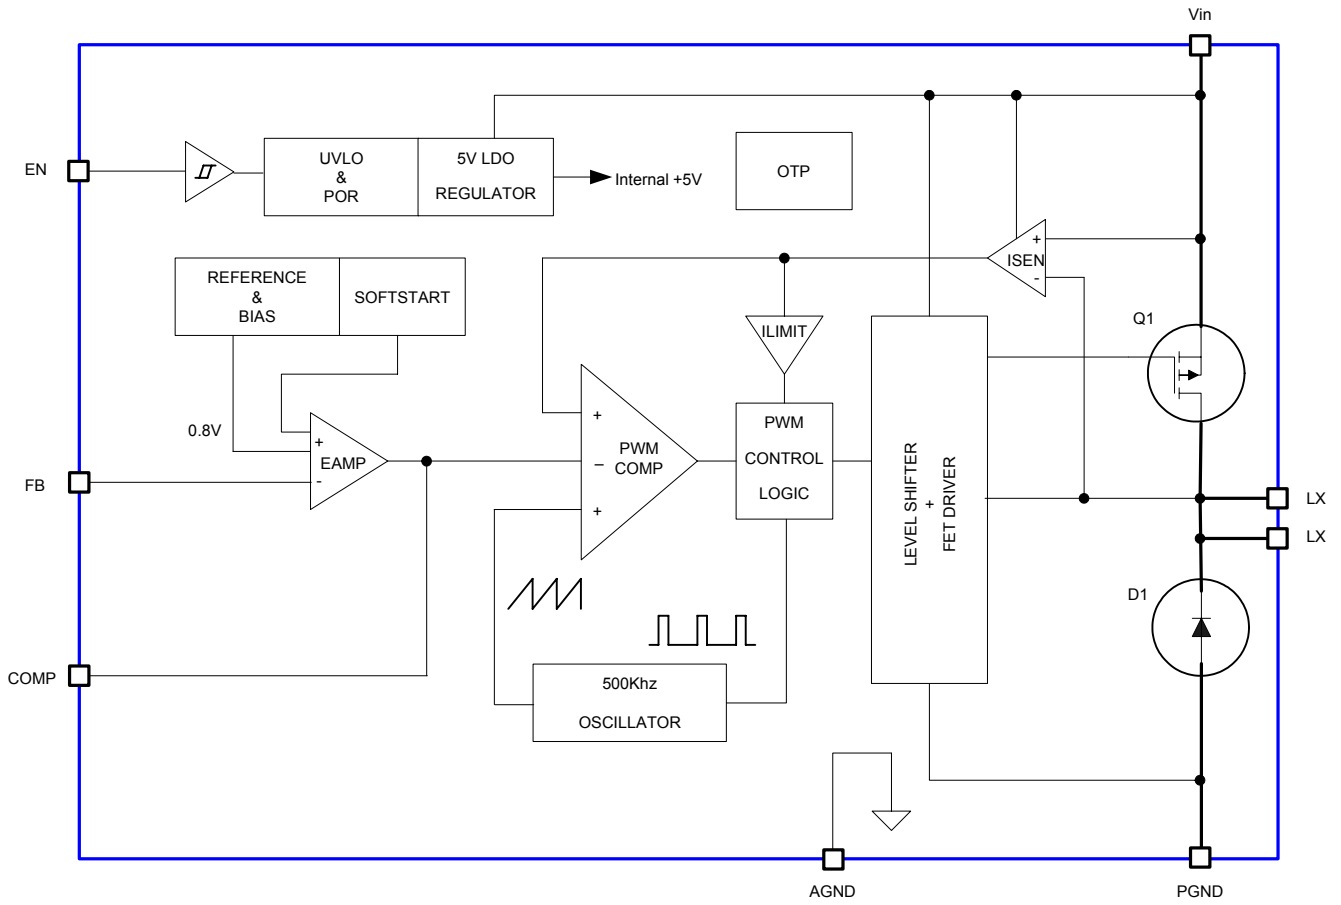 Vin
EN
UVLO
&
POR
5V LDO
REGULATOR
Internal +5V
OTP
REFERENCE
&
BIAS
SOFTSTART
+
ISEN
-
ILIMIT
Q1
0.8V
+
EAMP
-
FB
+
PWM
COMP
−
+
PWM
CONTROL
LOGIC
LEVEL SHIFTER
+
FET DRIVER
LX
LX
D1
COMP
500Khz
OSCILLATOR
AGND
PGND